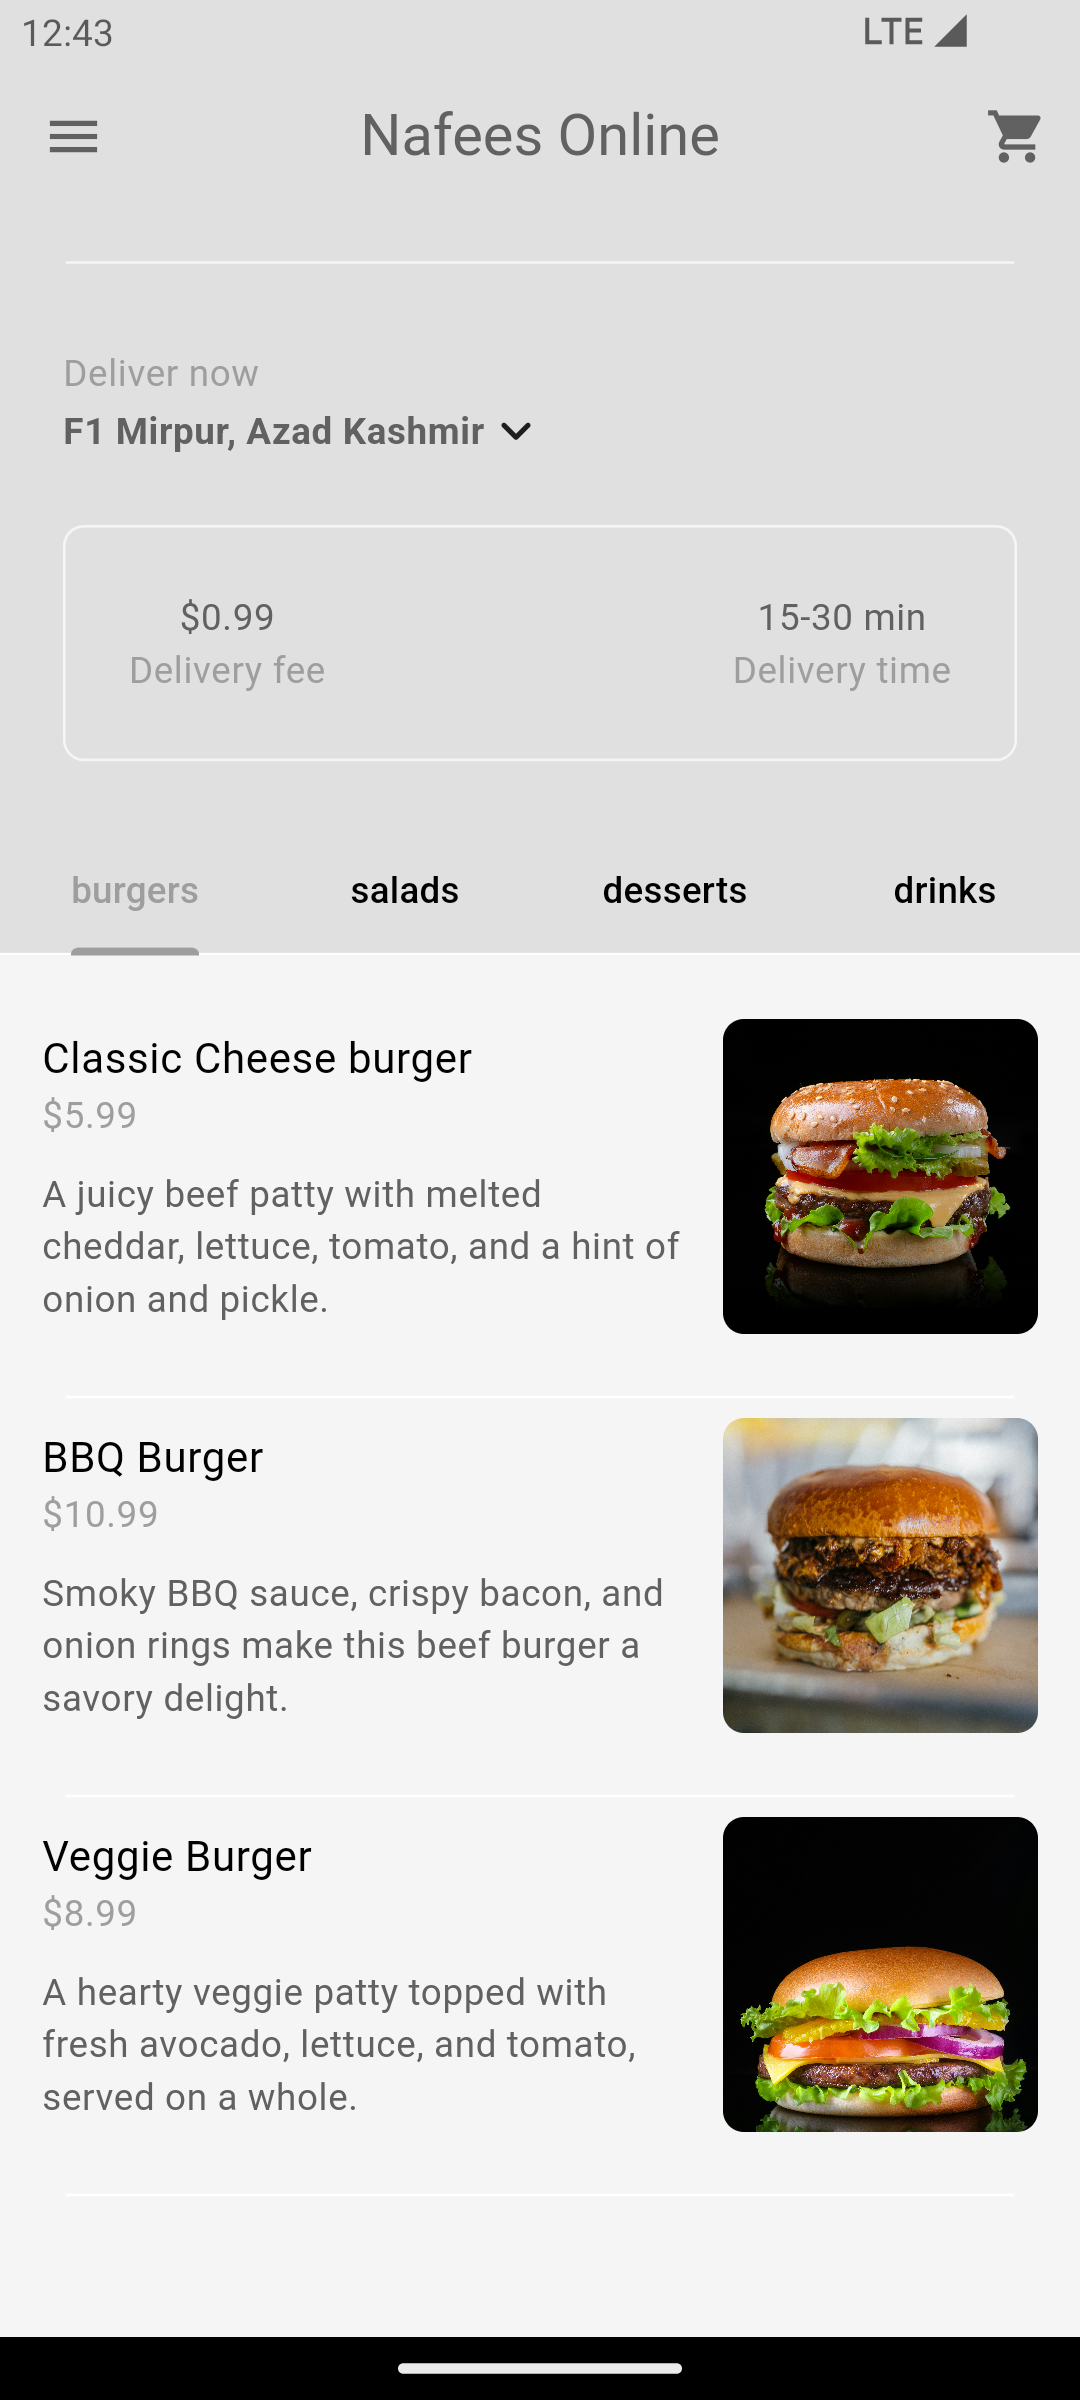 12:43 LTE
Nafees Online
Deliver now
F1 Mirpur, Azad Kashmir
$0.99 15-30 min
Delivery fee Delivery time
burgers salads desserts drinks
Classic Cheese burger
$5.99
A juicy beef patty with melted
cheddar, lettuce, tomato, and a hint of
onion and pickle.
BBQ Burger
$10.99
Smoky BBQ sauce, crispy bacon, and
onion rings make this beef burger a
savory delight.
Veggie Burger
$8.99
A hearty veggie patty topped with
fresh avocado, lettuce, and tomato,
served on a whole.